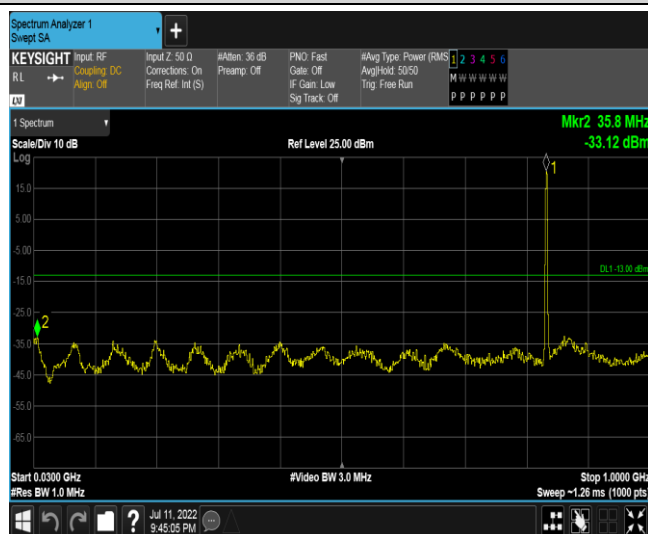 Spectrum Analyzer 1
Swept SA
+
KEYSIGHT
RL
LXI
Input: RF
Coupling: DC
Align: Off
Input Z: 50 Ω
Corrections: On
Freq Ref: Int (S)
#Atten: 36 dB
Preamp: Off
PNO: Fast
Gate: Off
IF Gain: Low
Sig Track: Off
#Avg Type: Power (RMS
Avg|Hold: 50/50
Trig: Free Run
1 2 3 4 5 6
M W W W W W
P P P P P P
1 Spectrum
Scale/Div 10 dB
Ref Level 25.00 dBm
Mkr2 35.8 MHz
-33.12 dBm
Log
1
15.0
5.00
-5.00
DL1 -13.00 dBm
-15.0
-25.0
2
-35.0
-45.0
-55.0
-65.0
Start 0.0300 GHz
#Video BW 3.0 MHz
Stop 1.0000 GHz
#Res BW 1.0 MHz
Sweep ~1.26 ms (1000 pts)
?
Jul 11, 2022
9:45:05 PM